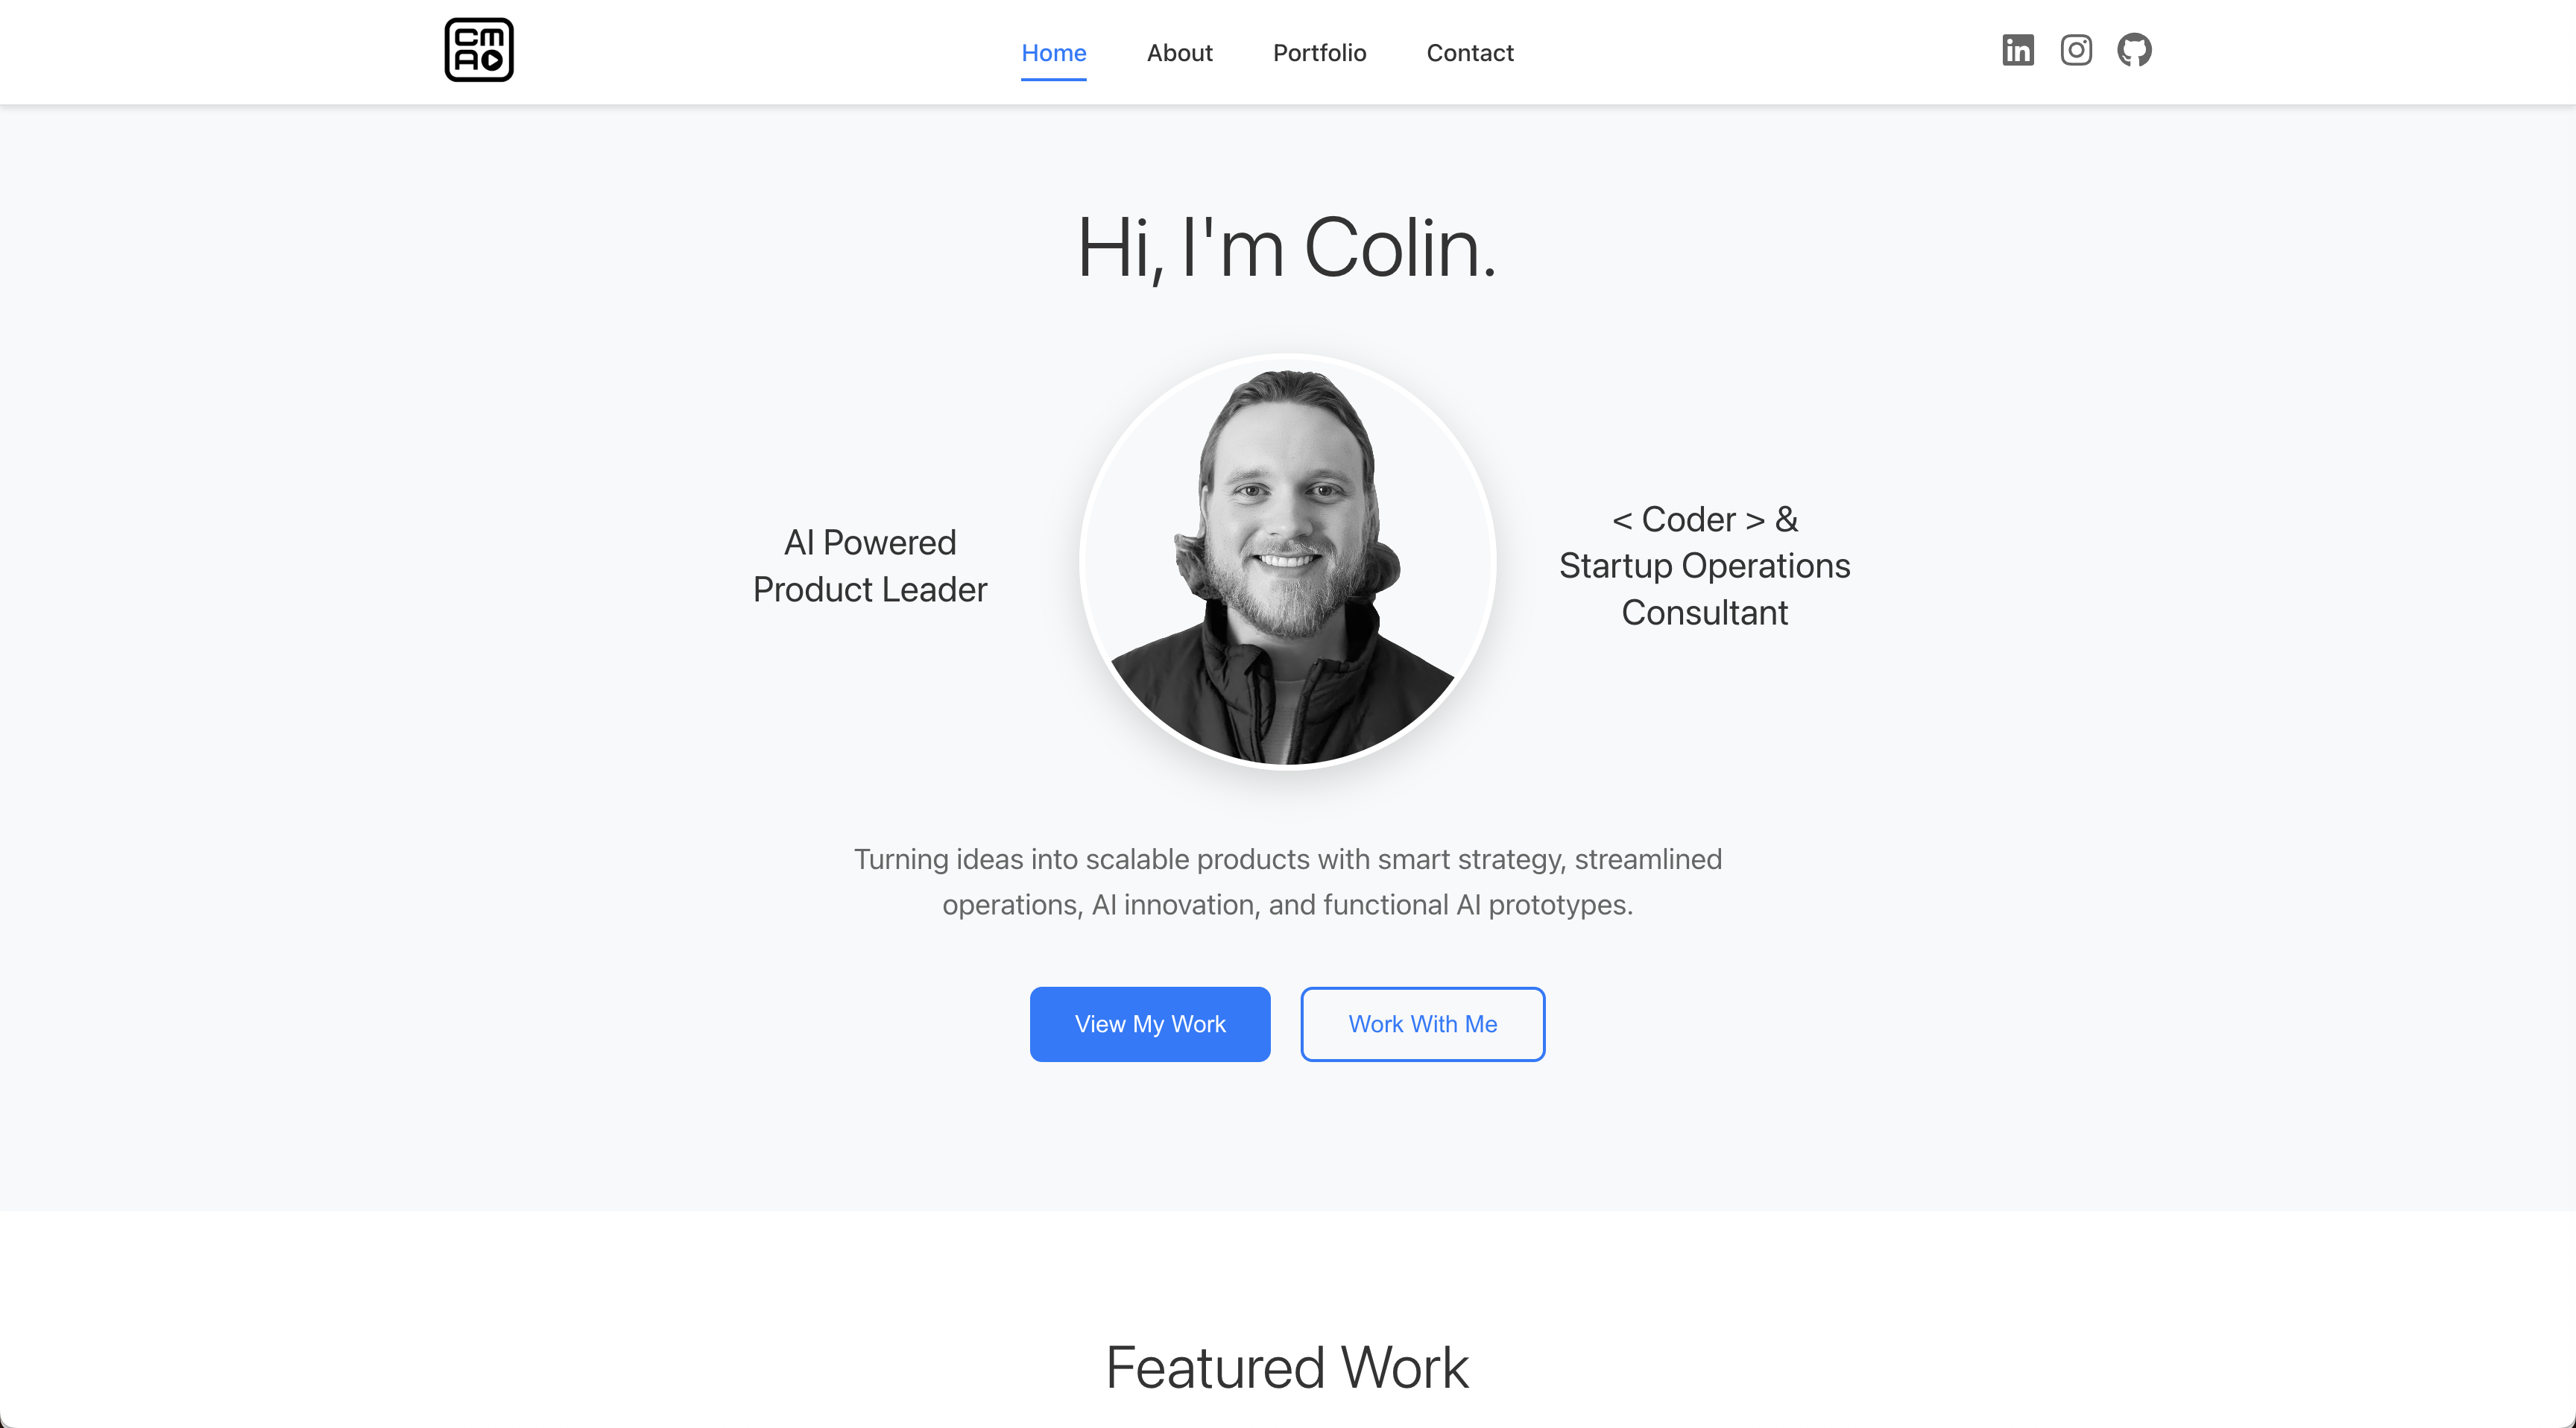 CM
AO
Home About Portfolio Contact
in
Hi, I'm Colin.
AI Powered
Product Leader
< Coder > &
Startup Operations
Consultant
Turning ideas into scalable products with smart strategy, streamlined
operations, AI innovation, and functional AI prototypes.
View My Work Work With Me
Featured Work